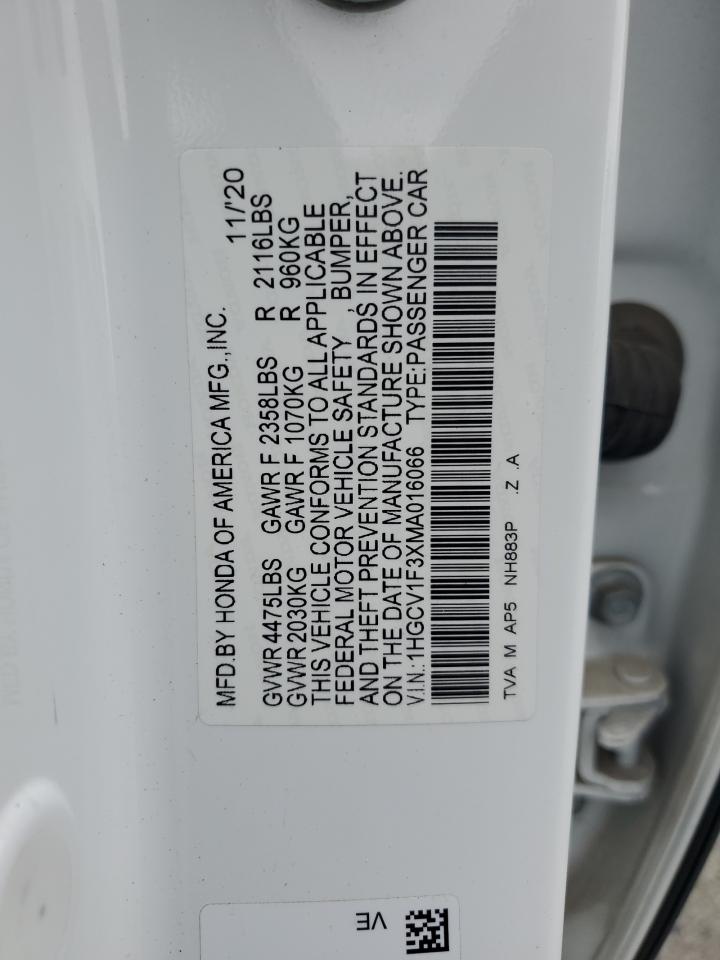 MFD.BY HONDA OF AMERICA MFG.,INC. 11/'20
GVWR 4475LBS GAWR F 2358LBS R 2116LBS
GVWR 2030KG GAWR F 1070KG R 960KG
THIS VEHICLE CONFORMS TO ALL APPLICABLE
FEDERAL MOTOR VEHICLE SAFETY , BUMPER,
AND THEFT PREVENTION STANDARDS IN EFFECT
ON THE DATE OF MANUFACTURE SHOWN ABOVE.
V.I.N.:1HGCV1F3XMA016066 TYPE:PASSENGER CAR
TVA M AP5 NH883P .Z .A
VE